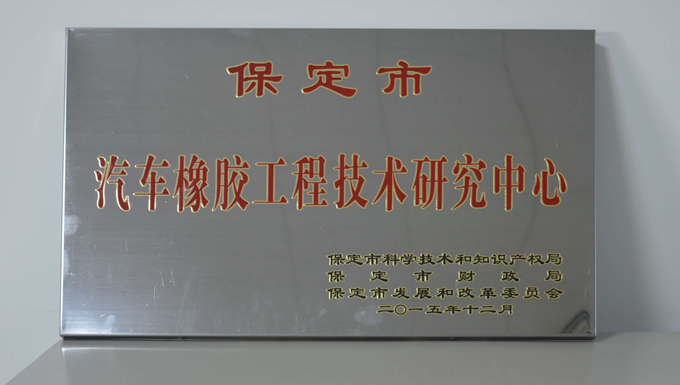 保定市
汽车橡胶工程技术研究中心
保定市科学技术和知识产权局
保定市财政局
保定市发展和改革委员会
二〇一五年十二月